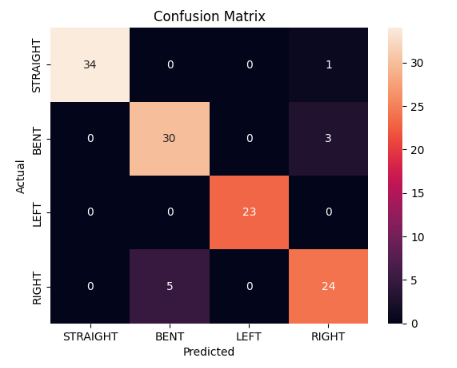 Confusion Matrix
STRAIGHT 34 0 0 1
BENT 0 30 0 3
LEFT 0 0 23 0
RIGHT 0 5 0 24
Actual
STRAIGHT BENT LEFT RIGHT
Predicted
30
25
20
15
10
5
0